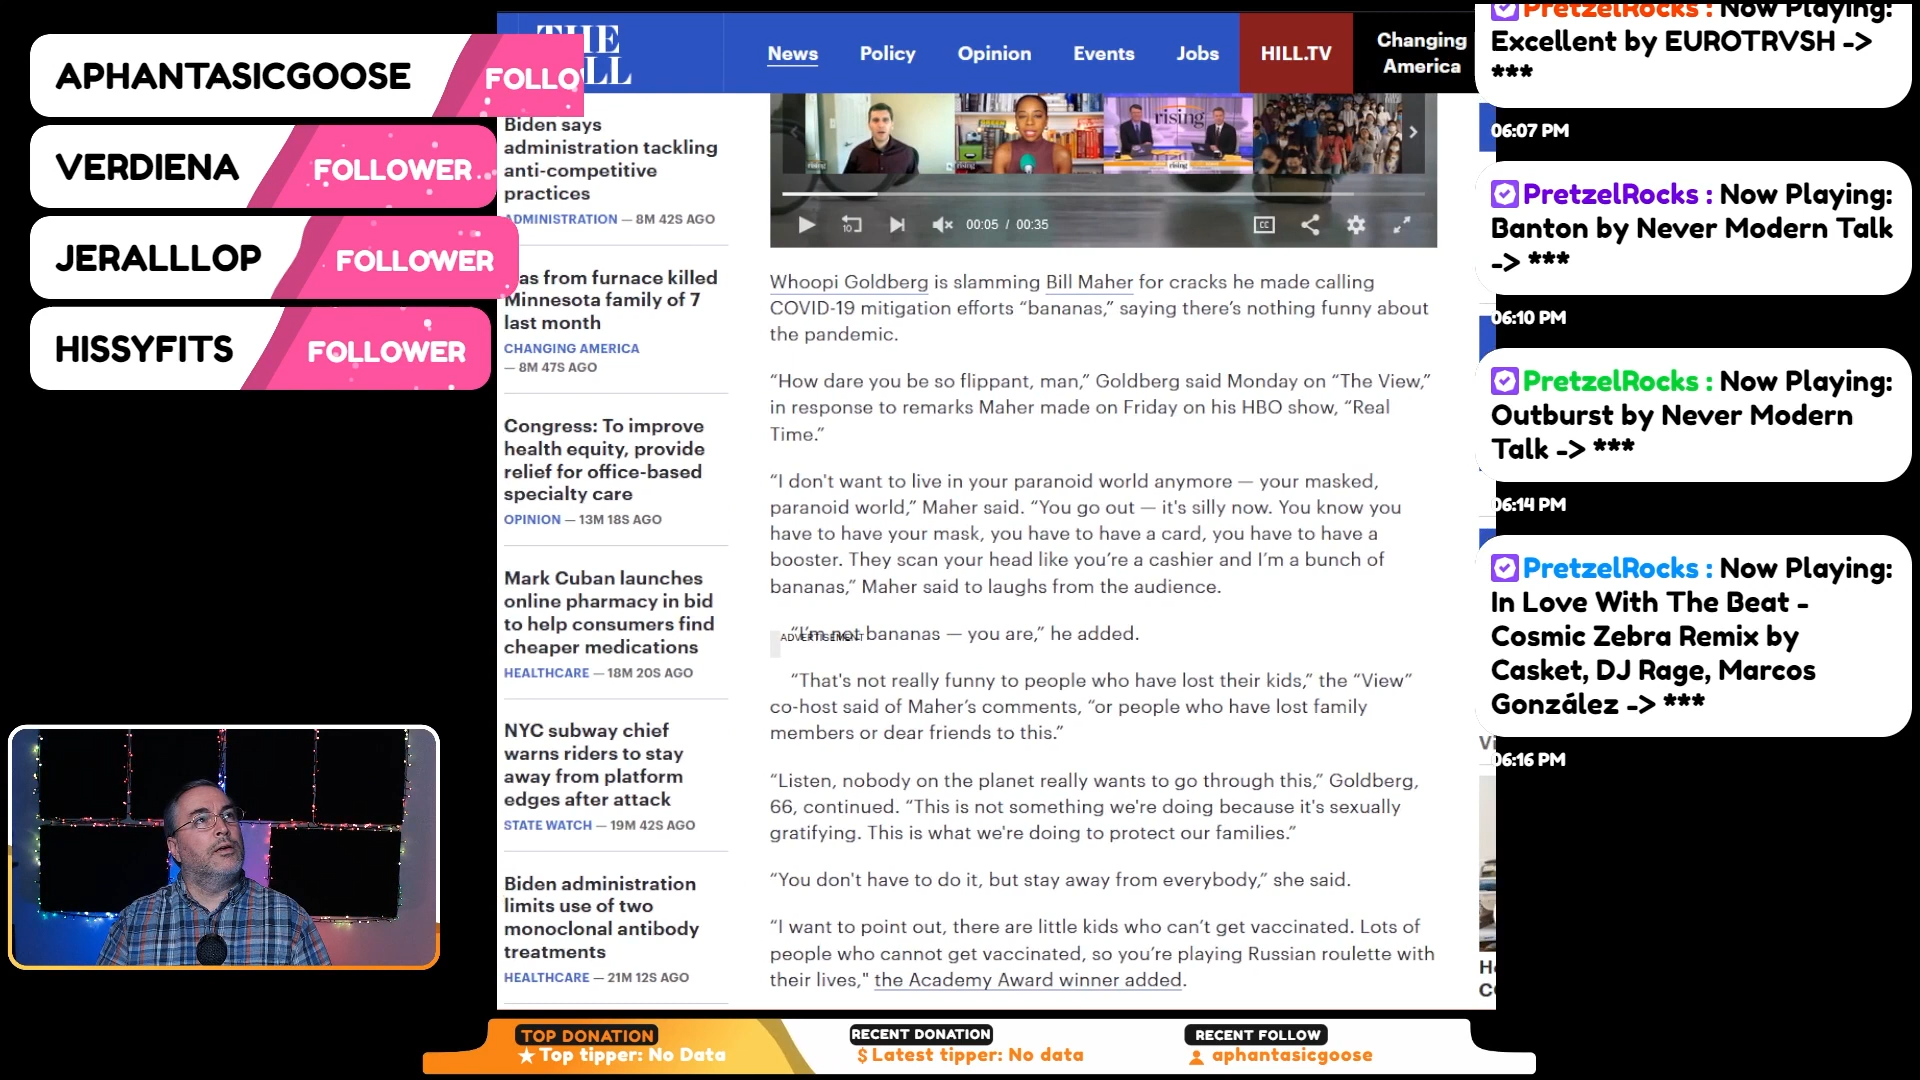 APHANTASICGOOSE
FOLLO
VERDIENA
FOLLOWER
JERALLLOP
FOLLOWER
HISSYFITS
FOLLOWER
THE
LL
News
Policy
Opinion
Events
Jobs
HILL.TV
Changing
America
Biden says
administration tackling
anti-competitive
practices
ADMINISTRATION — 8M 42S AGO
as from furnace killed
Minnesota family of 7
last month
CHANGING AMERICA
— 8M 47S AGO
Congress: To improve
health equity, provide
relief for office-based
specialty care
OPINION — 13M 18S AGO
Mark Cuban launches
online pharmacy in bid
to help consumers find
cheaper medications
HEALTHCARE — 18M 20S AGO
NYC subway chief
warns riders to stay
away from platform
edges after attack
STATE WATCH — 19M 42S AGO
Biden administration
limits use of two
monoclonal antibody
treatments
HEALTHCARE — 21M 12S AGO
rising
10
00:05 / 00:35
CC
Whoopi Goldberg is slamming Bill Maher for cracks he made calling
COVID-19 mitigation efforts “bananas,” saying there’s nothing funny about
the pandemic.
“How dare you be so flippant, man,” Goldberg said Monday on “The View,”
in response to remarks Maher made on Friday on his HBO show, “Real
Time.”
“I don't want to live in your paranoid world anymore — your masked,
paranoid world,” Maher said. “You go out — it's silly now. You know you
have to have your mask, you have to have a card, you have to have a
booster. They scan your head like you’re a cashier and I’m a bunch of
bananas,” Maher said to laughs from the audience.
ADVERTISEMENT
“I’m not bananas — you are,” he added.
“That's not really funny to people who have lost their kids,” the “View”
co-host said of Maher’s comments, “or people who have lost family
members or dear friends to this.”
“Listen, nobody on the planet really wants to go through this,” Goldberg,
66, continued. “This is not something we're doing because it's sexually
gratifying. This is what we're doing to protect our families.”
“You don't have to do it, but stay away from everybody,” she said.
“I want to point out, there are little kids who can’t get vaccinated. Lots of
people who cannot get vaccinated, so you’re playing Russian roulette with
their lives," the Academy Award winner added.
PretzelRocks : Now Playing:
Excellent by EUROTRVSH ->
***
06:07 PM
PretzelRocks : Now Playing:
Banton by Never Modern Talk
-> ***
06:10 PM
PretzelRocks : Now Playing:
Outburst by Never Modern
Talk -> ***
06:14 PM
PretzelRocks : Now Playing:
In Love With The Beat -
Cosmic Zebra Remix by
Casket, DJ Rage, Marcos
González -> ***
06:16 PM
TOP DONATION
Top tipper: No Data
RECENT DONATION
$ Latest tipper: No data
RECENT FOLLOW
aphantasicgoose